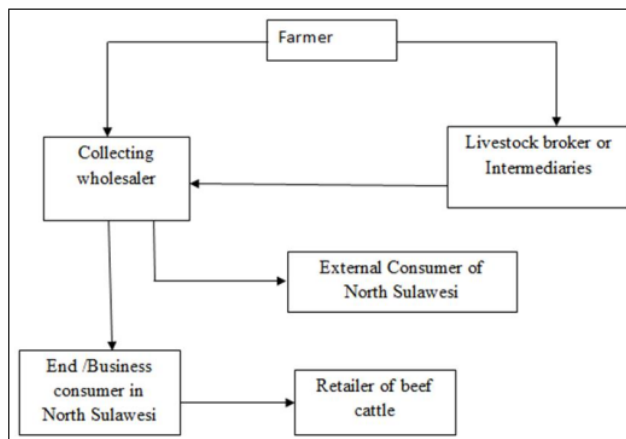 Farmer
Collecting
wholesaler
Livestock broker or
Intermediaries
External Consumer of
North Sulawesi
End /Business
consumer in
North Sulawesi
Retailer of beef
cattle